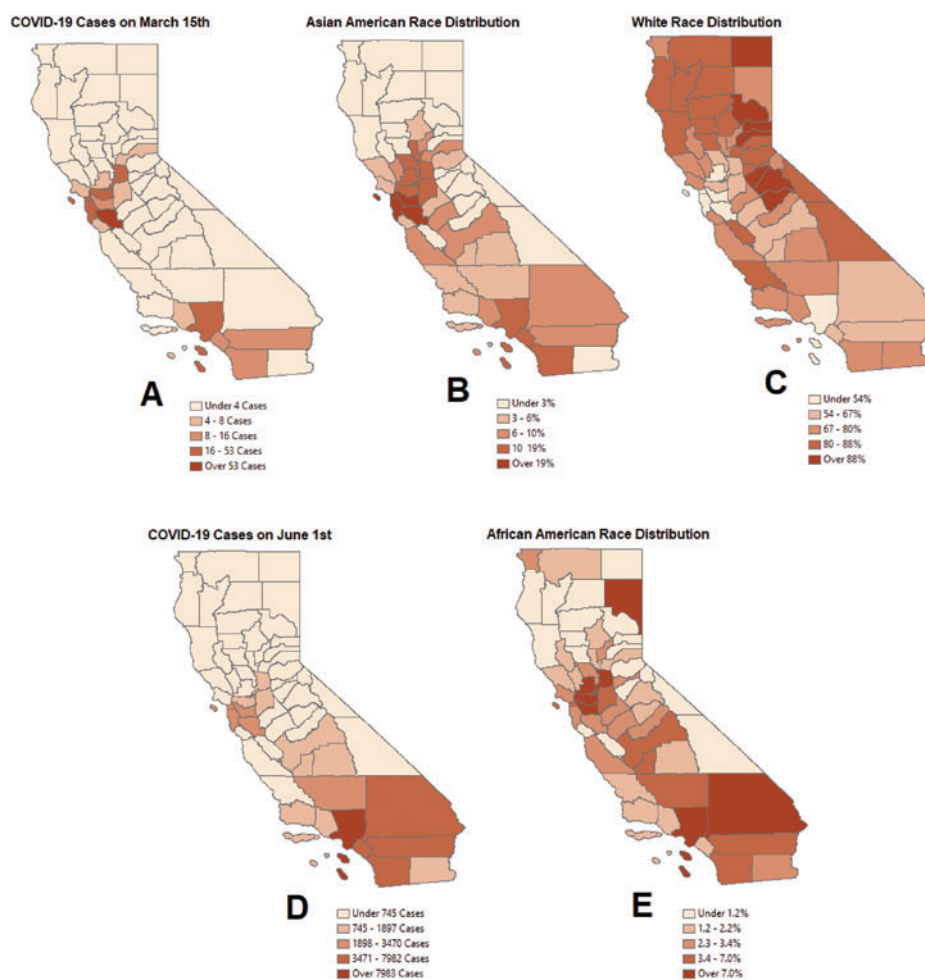 COVID-19 Cases on March 15th
Asian American Race Distribution
White Race Distribution
A
Under 4 Cases
4 - 8 Cases
8 - 16 Cases
16 - 53 Cases
Over 53 Cases
B
Under 3%
3 - 6%
6 - 10%
10 19%
Over 19%
C
Under 54%
54 - 67%
67 - 80%
80 - 88%
Over 88%
COVID-19 Cases on June 1st
African American Race Distribution
D
Under 745 Cases
745 - 1897 Cases
1898 - 3470 Cases
3471 - 7982 Cases
Over 7983 Cases
E
Under 1.2%
1.2 - 2.2%
2.3 - 3.4%
3.4 - 7.0%
Over 7.0%